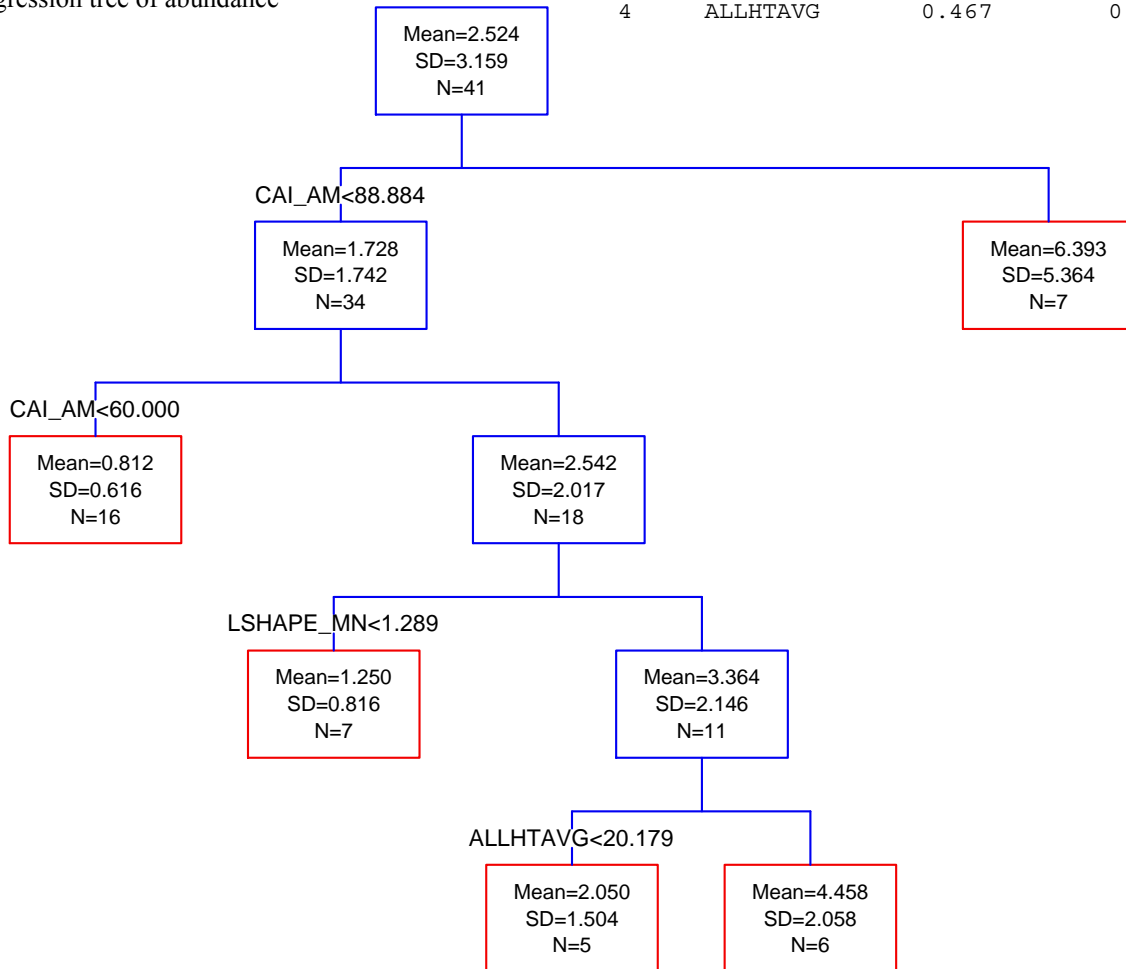 of abundance
4 ALLHTAVG 0.467 0
Mean=2.524
SD=3.159
N=41
CAI_AM<88.884
Mean=1.728
SD=1.742
N=34
Mean=6.393
SD=5.364
N=7
CAI_AM<60.000
Mean=0.812
SD=0.616
N=16
Mean=2.542
SD=2.017
N=18
LSHAPE_MN<1.289
Mean=1.250
SD=0.816
N=7
Mean=3.364
SD=2.146
N=11
ALLHTAVG<20.179
Mean=2.050
SD=1.504
N=5
Mean=4.458
SD=2.058
N=6